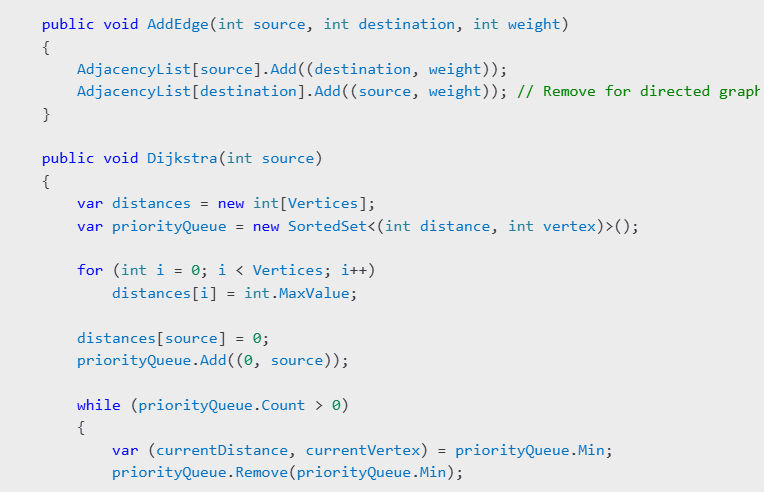 public void AddEdge(int source, int destination, int weight)
{
AdjacencyList[source].Add((destination, weight));
AdjacencyList[destination].Add((source, weight)); // Remove for directed graph
}
public void Dijkstra(int source)
{
var distances = new int[Vertices];
var priorityQueue = new SortedSet<(int distance, int vertex)>();
for (int i = 0; i < Vertices; i++)
distances[i] = int.MaxValue;
distances[source] = 0;
priorityQueue.Add((0, source));
while (priorityQueue.Count > 0)
{
var (currentDistance, currentVertex) = priorityQueue.Min;
priorityQueue.Remove(priorityQueue.Min);